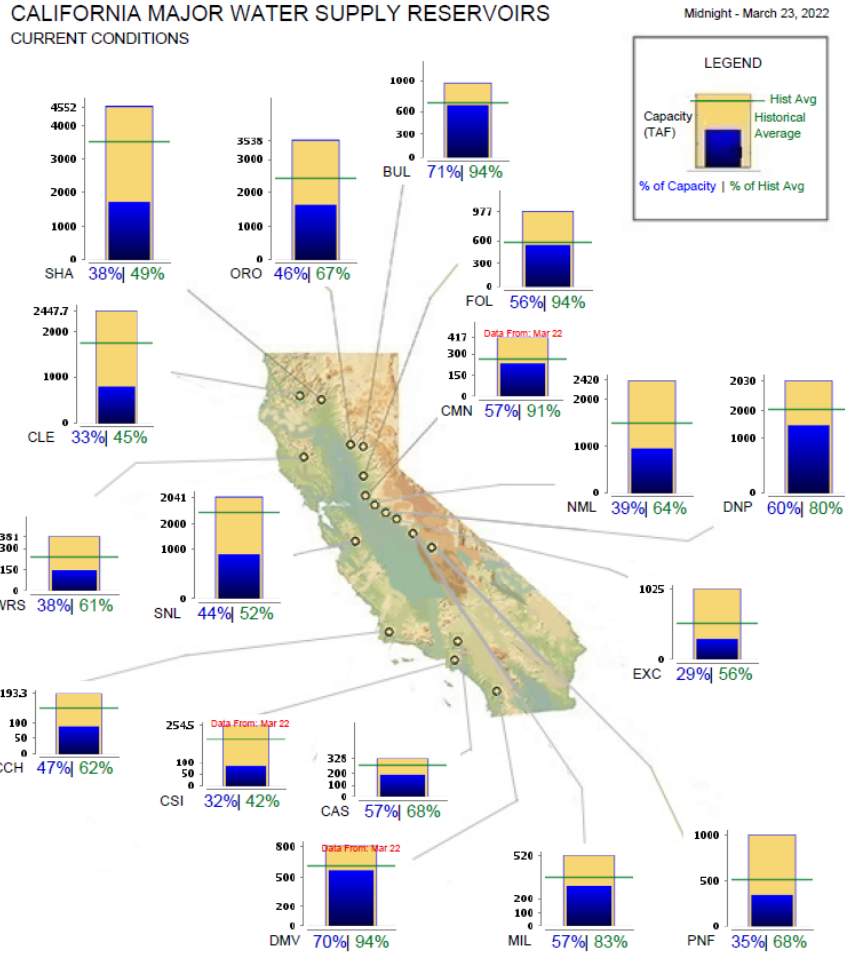 CALIFORNIA MAJOR WATER SUPPLY RESERVOIRS
Midnight - March 23, 2022
CURRENT CONDITIONS
LEGEND
Capacity
(TAF)
Hist Avg
Historical
Average
% of Capacity | % of Hist Avg
4552
4000
3000
2000
1000
0
SHA 38%| 49%
3538
3000
2000
1000
0
ORO 46%| 67%
1000
600
300
0
BUL 71%| 94%
977
600
300
0
FOL 56%| 94%
2447.7
2000
1000
0
CLE 33%| 45%
Data From: Mar 22
417
300
150
0
CMN 57%| 91%
2420
2000
1000
0
NML 39%| 64%
2030
2000
1000
0
DNP 60%| 80%
381
300
150
0
38%| 61%
2041
2000
1000
0
SNL 44%| 52%
1025
0
EXC 29%| 56%
193.3
100
50
0
47%| 62%
Data From: Mar 22
254.5
100
50
0
CSI 32%| 42%
328
200
100
0
CAS 57%| 68%
Data From: Mar 22
800
500
200
0
DMV 70%| 94%
520
200
100
0
MIL 57%| 83%
1000
500
0
PNF 35%| 68%